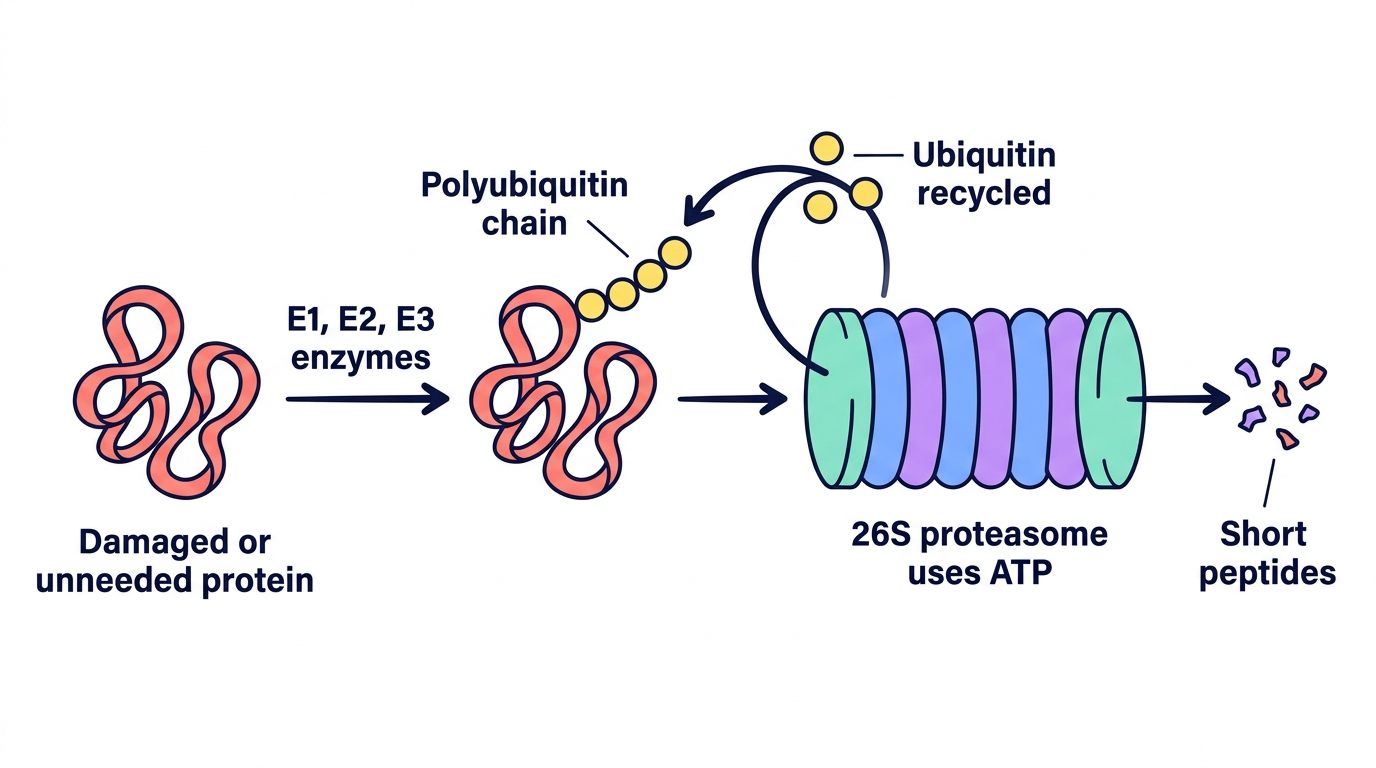 Polyubiquitin
chain
Ubiquitin
recycled
E1, E2, E3
enzymes
Damaged or
unneeded protein
26S proteasome
uses ATP
Short
peptides